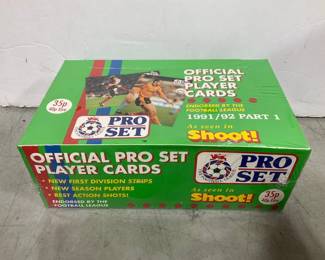 OFFICIAL PRO SET
PLAYER CARDS
ENDORSED BY THE
FOOTBALL LEAGUE
1991/92 PART 1
As seen in
Shoot!
35p
PRO
SET
OFFICIAL PRO SET
PLAYER CARDS
• NEW FIRST DIVISION STRIPS
• NEW SEASON PLAYERS
• BEST ACTION SHOTS!
ENDORSED BY THE
FOOTBALL LEAGUE
PRO
SET
As seen in
Shoot!
35p